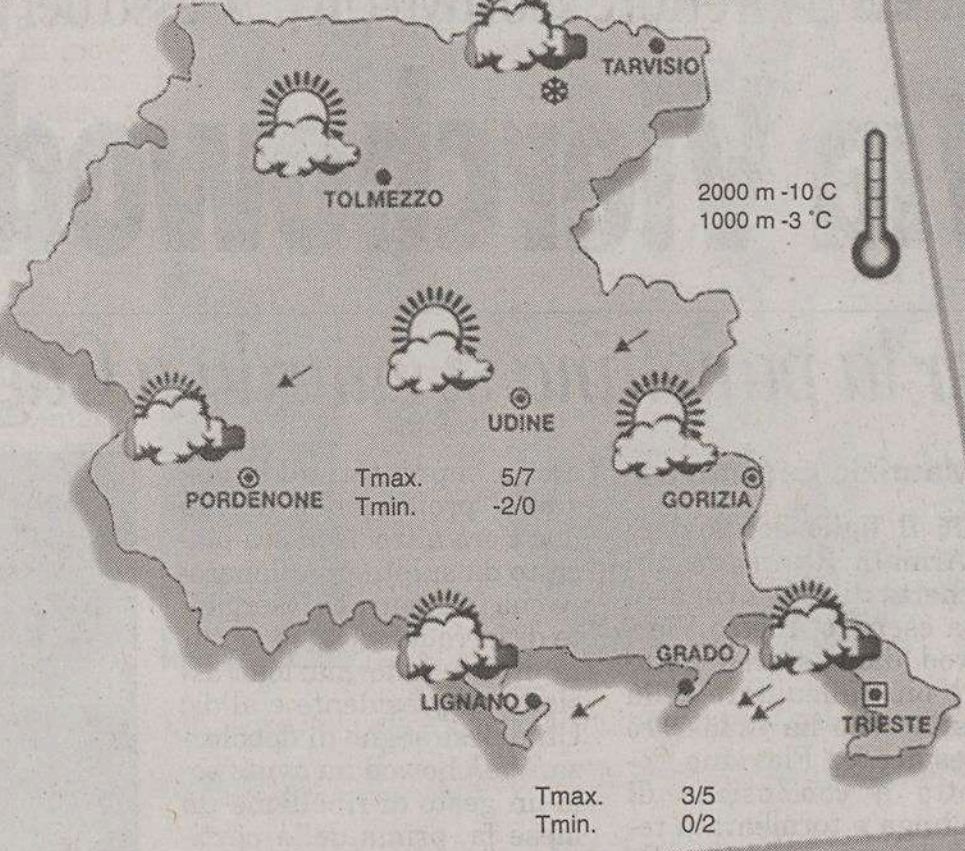 TARVISIO
TOLMEZZO
2000 m -10 C
1000 m -3 °C
UDINE
PORDENONE
Tmax. 5/7
Tmin. -2/0
GORIZIA
GRADO
LIGNANO
TRIESTE
Tmax. 3/5
Tmin. 0/2